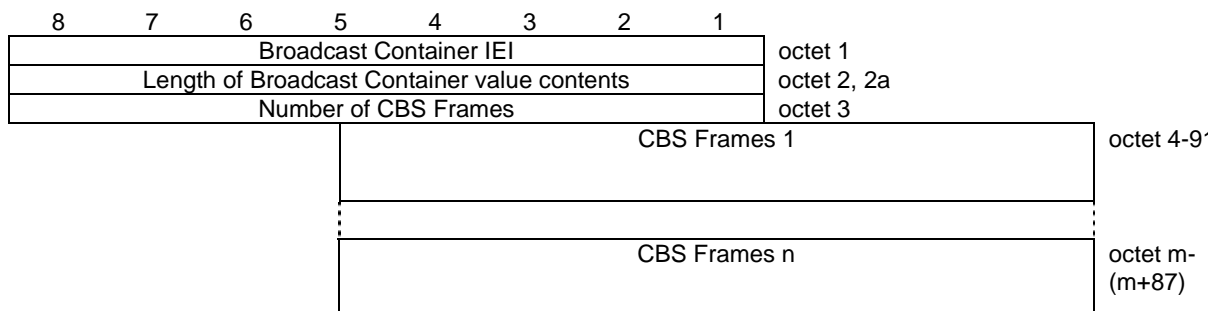 8 7 6 5 4 3 2 1
Broadcast Container IEI octet 1
Length of Broadcast Container value contents octet 2, 2a
Number of CBS Frames octet 3
CBS Frames 1 octet 4-91
CBS Frames n octet m-
(m+87)